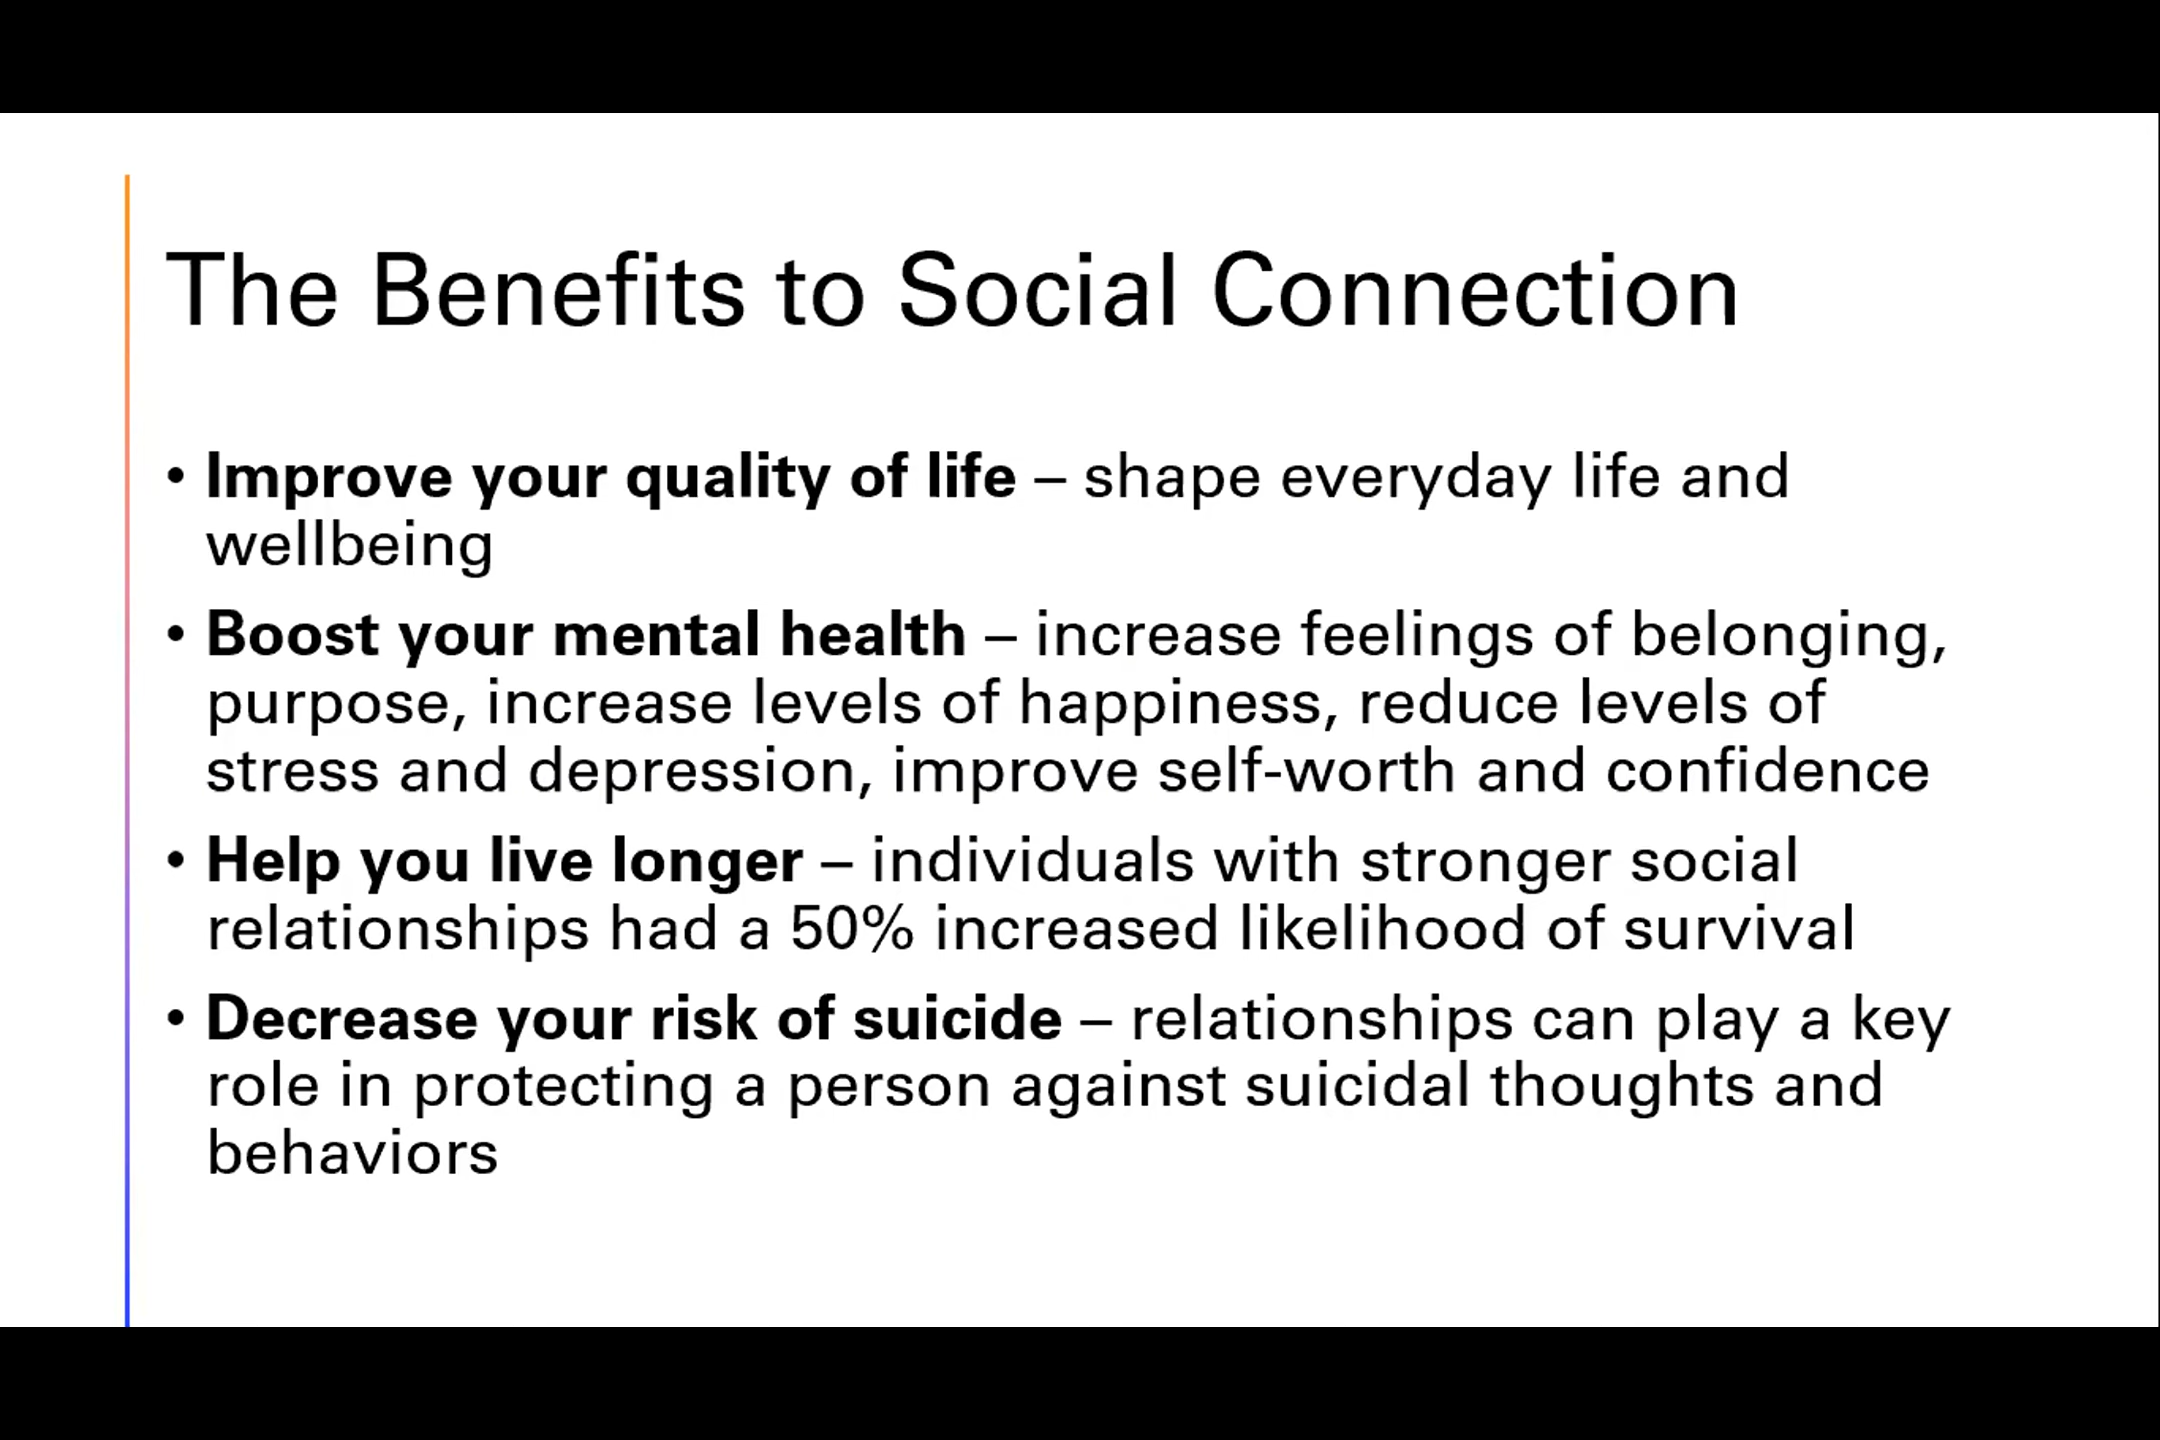 The Benefits to Social Connection
• Improve your quality of life – shape everyday life and
wellbeing
• Boost your mental health – increase feelings of belonging,
purpose, increase levels of happiness, reduce levels of
stress and depression, improve self-worth and confidence
• Help you live longer – individuals with stronger social
relationships had a 50% increased likelihood of survival
• Decrease your risk of suicide – relationships can play a key
role in protecting a person against suicidal thoughts and
behaviors